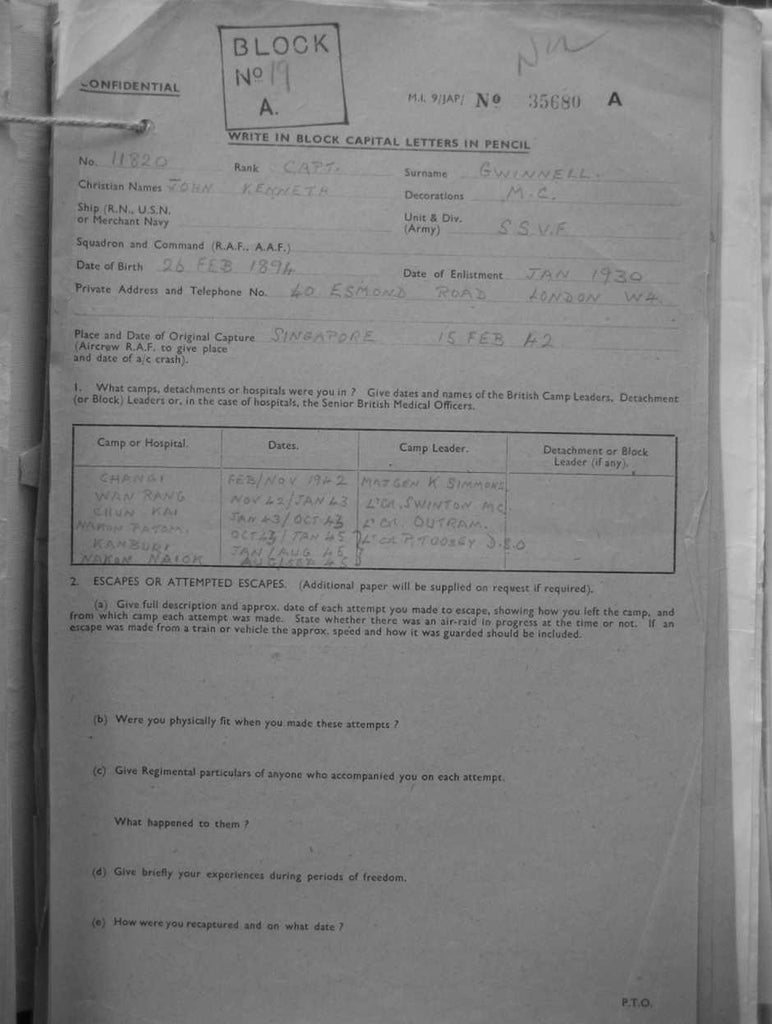 BLOCK
Nº 19
A.
CONFIDENTIAL
M.I. 9/JAP/ Nº 35680 A
WRITE IN BLOCK CAPITAL LETTERS IN PENCIL
No. 11820 Rank CAPT. Surname GWINNELL.
Christian Names JOHN KENNETH Decorations M.C.
Ship (R.N., U.S.N. or Merchant Navy
Unit & Div. (Army) S S V F
Squadron and Command (R.A.F., A.A.F.)
Date of Birth 26 FEB 1894 Date of Enlistment JAN 1930
Private Address and Telephone No. 40 ESMOND ROAD LONDON W4.
Place and Date of Original Capture SINGAPORE 15 FEB 42
(Aircrew R.A.F. to give place
and date of a/c crash).
1. What camps, detachments or hospitals were you in ? Give dates and names of the British Camp Leaders, Detachment
(or Block) Leaders or, in the case of hospitals, the Senior British Medical Officers.
Camp or Hospital. Dates. Camp Leader. Detachment or Block Leader (if any).
CHANGI FEB/NOV 1942 MAJ GEN K SIMMONS
WAN RANG NOV 42/JAN 43 Lt COL SWINTON MC
CHUN KAI JAN 43/OCT 43 Lt COL OUTRAM.
NAKON PATOM. OCT 43/JAN 45 Lt COL P. TOOSEY D.S.O
KANBURI JAN/AUG 45
NAKON NAIOK 45
2. ESCAPES OR ATTEMPTED ESCAPES. (Additional paper will be supplied on request if required).
(a) Give full description and approx. date of each attempt you made to escape, showing how you left the camp, and
from which camp each attempt was made. State whether there was an air-raid in progress at the time or not. If an
escape was made from a train or vehicle the approx. speed and how it was guarded should be included.
(b) Were you physically fit when you made these attempts ?
(c) Give Regimental particulars of anyone who accompanied you on each attempt.
What happened to them ?
(d) Give briefly your experiences during periods of freedom.
(e) How were you recaptured and on what date ?
P.T.O.